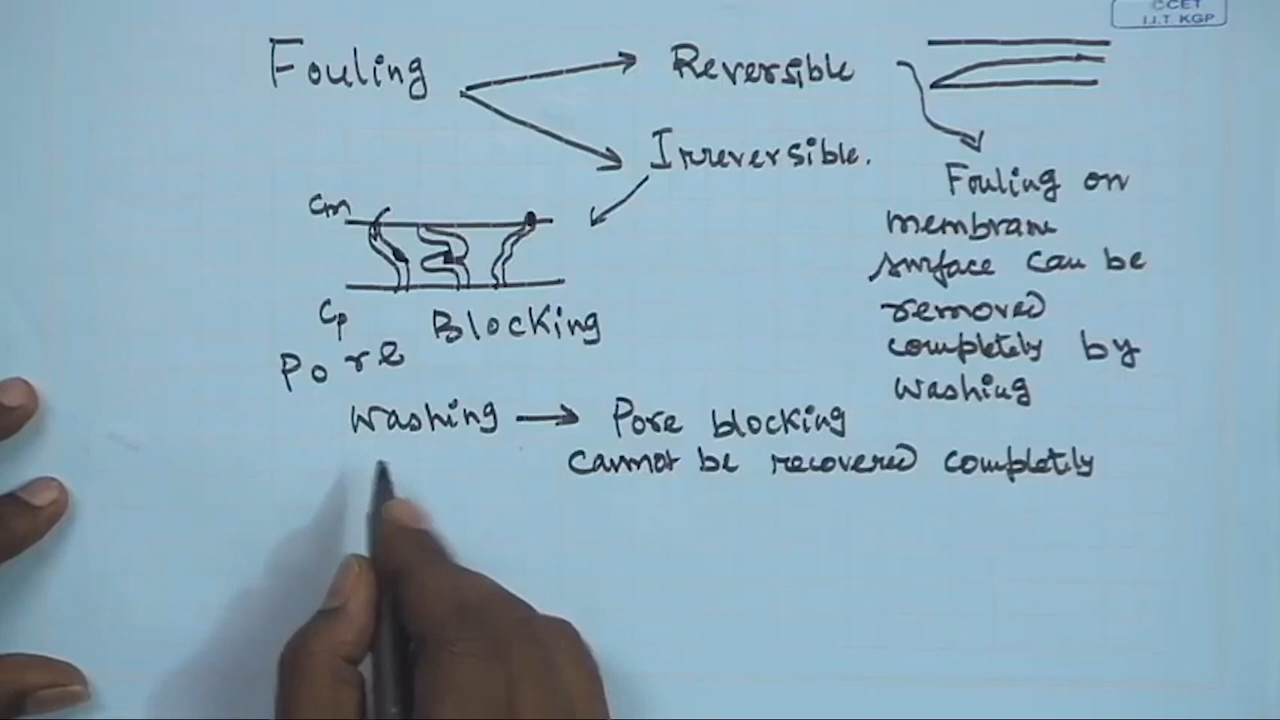 ©CET
I.I.T. KGP
Fouling
Reversible
Irreversible.
Fouling on
membrane
surface can be
removed
completely by
washing
Cm
Cp
Pore Blocking
Washing → Pore blocking
cannot be recovered completely